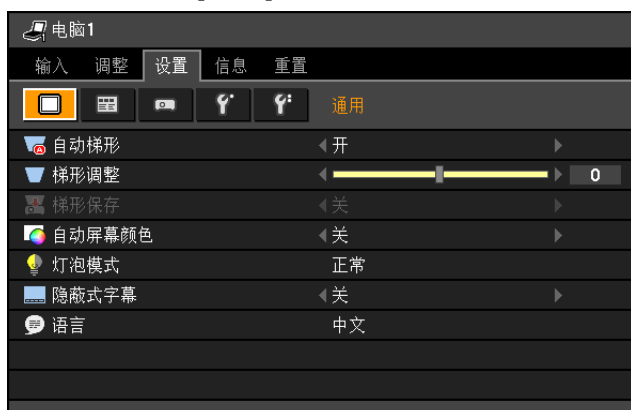 电脑1
输入 调整 设置 信息 重置
通用
自动梯形 开
梯形调整 0
梯形保存 关
自动屏幕颜色 关
灯泡模式 正常
隐蔽式字幕 关
语言 中文